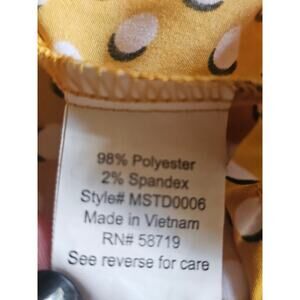 98% Polyester
2% Spandex
Style# MSTD0006
Made in Vietnam
RN# 58719
See reverse for care